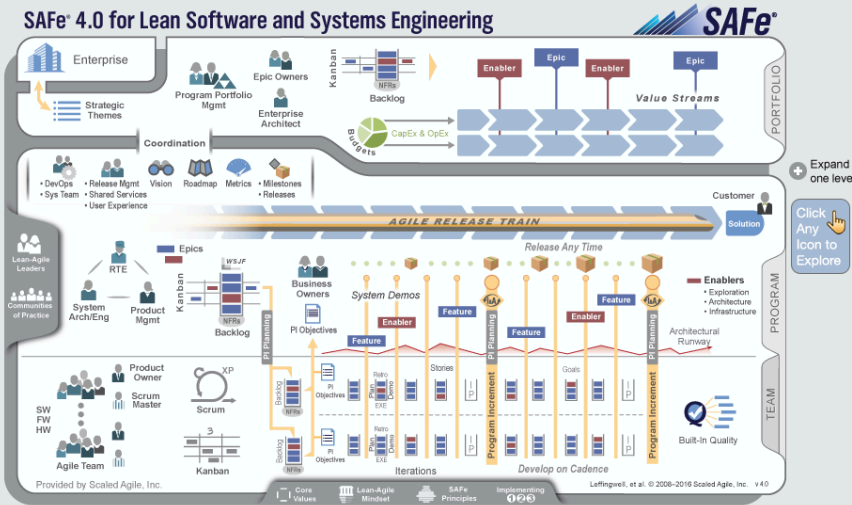 SAFe® 4.0 for Lean Software and Systems Engineering
SAFe®
Enterprise
Strategic
Themes
Program Portfolio
Mgmt
Epic Owners
Enterprise
Architect
Kanban
NFRs
Backlog
Enabler
Epic
Enabler
Epic
Value Streams
Budgets
CapEx & OpEx
PORTFOLIO
Coordination
• DevOps
• Sys Team
• Release Mgmt
• Shared Services
• User Experience
Vision
Roadmap
Metrics
• Milestones
• Releases
Expand
one leve
Click
Any
Icon to
Explore
Customer
AGILE RELEASE TRAIN
Solution
Release Any Time
Lean-Agile
Leaders
Communities
of Practice
RTE
System
Arch/Eng
Product
Mgmt
Epics
Kanban
WSJF
NFRs
Backlog
Business
Owners
PI Objectives
PI Planning
System Demos
Feature
Enabler
Feature
I&A
PI Planning
Feature
Enabler
Feature
I&A
PI Planning
Enablers
• Exploration
• Architecture
• Infrastructure
Architectural
Runway
PROGRAM
Product
Owner
Scrum
Master
SW
FW
HW
Agile Team
XP
Scrum
3
Kanban
Backlog
NFRs
PI
Objectives
Plan
Retro
EXE
Demo
Stories
I
P
Program Increment
Goals
I
P
Program Increment
Backlog
NFRs
PI
Objectives
Plan
Retro
EXE
Demo
I
P
I
P
Iterations
Develop on Cadence
Built-In Quality
TEAM
Provided by Scaled Agile, Inc.
Leffingwell, et al. © 2008–2016 Scaled Agile, Inc. v 4.0
Core
Values
Lean-Agile
Mindset
SAFe
Principles
Implementing
1 2 3